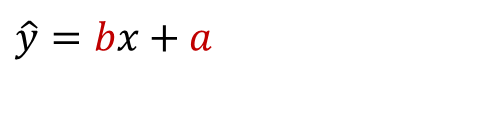 ŷ = bx + a